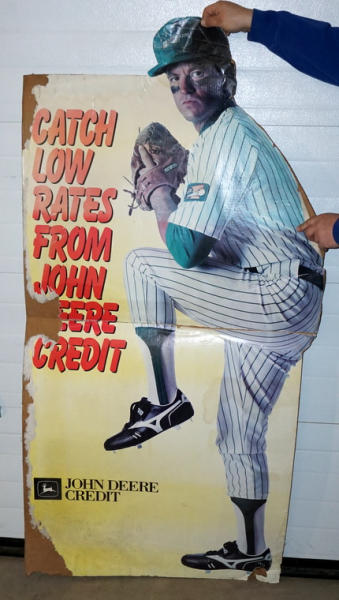 CATCH
LOW
RATES
FROM
JOHN
EERE
CREDIT
JOHN DEERE
CREDIT